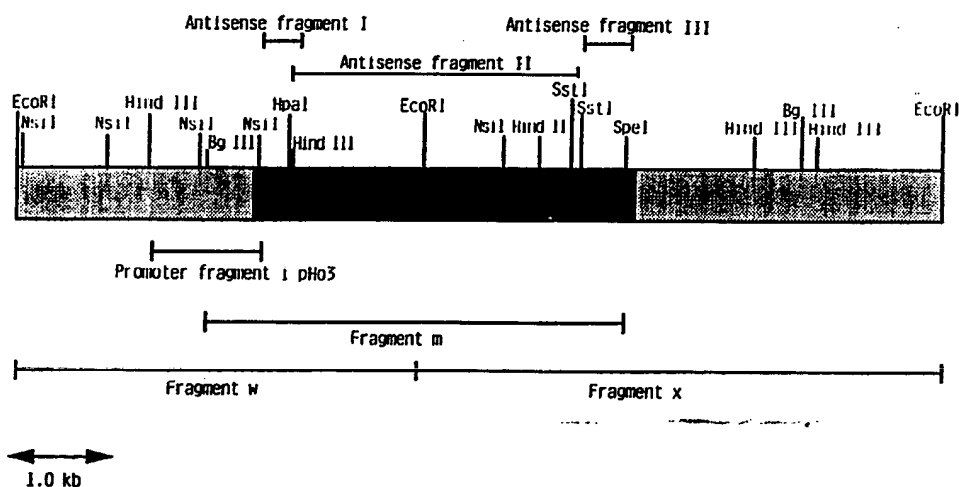 Antisense fragment I
Antisense fragment III
Antisense fragment II
EcoRI
NsiI
NsiI
Hind III
NsiI
Bg III
NsiI
HpaI
Hind III
EcoRI
NsiI
Hind II
SstI
SstI
SpeI
Hind III
Bg III
Hind III
EcoRI
Promoter fragment i pHo3
Fragment m
Fragment w
Fragment x
1.0 kb